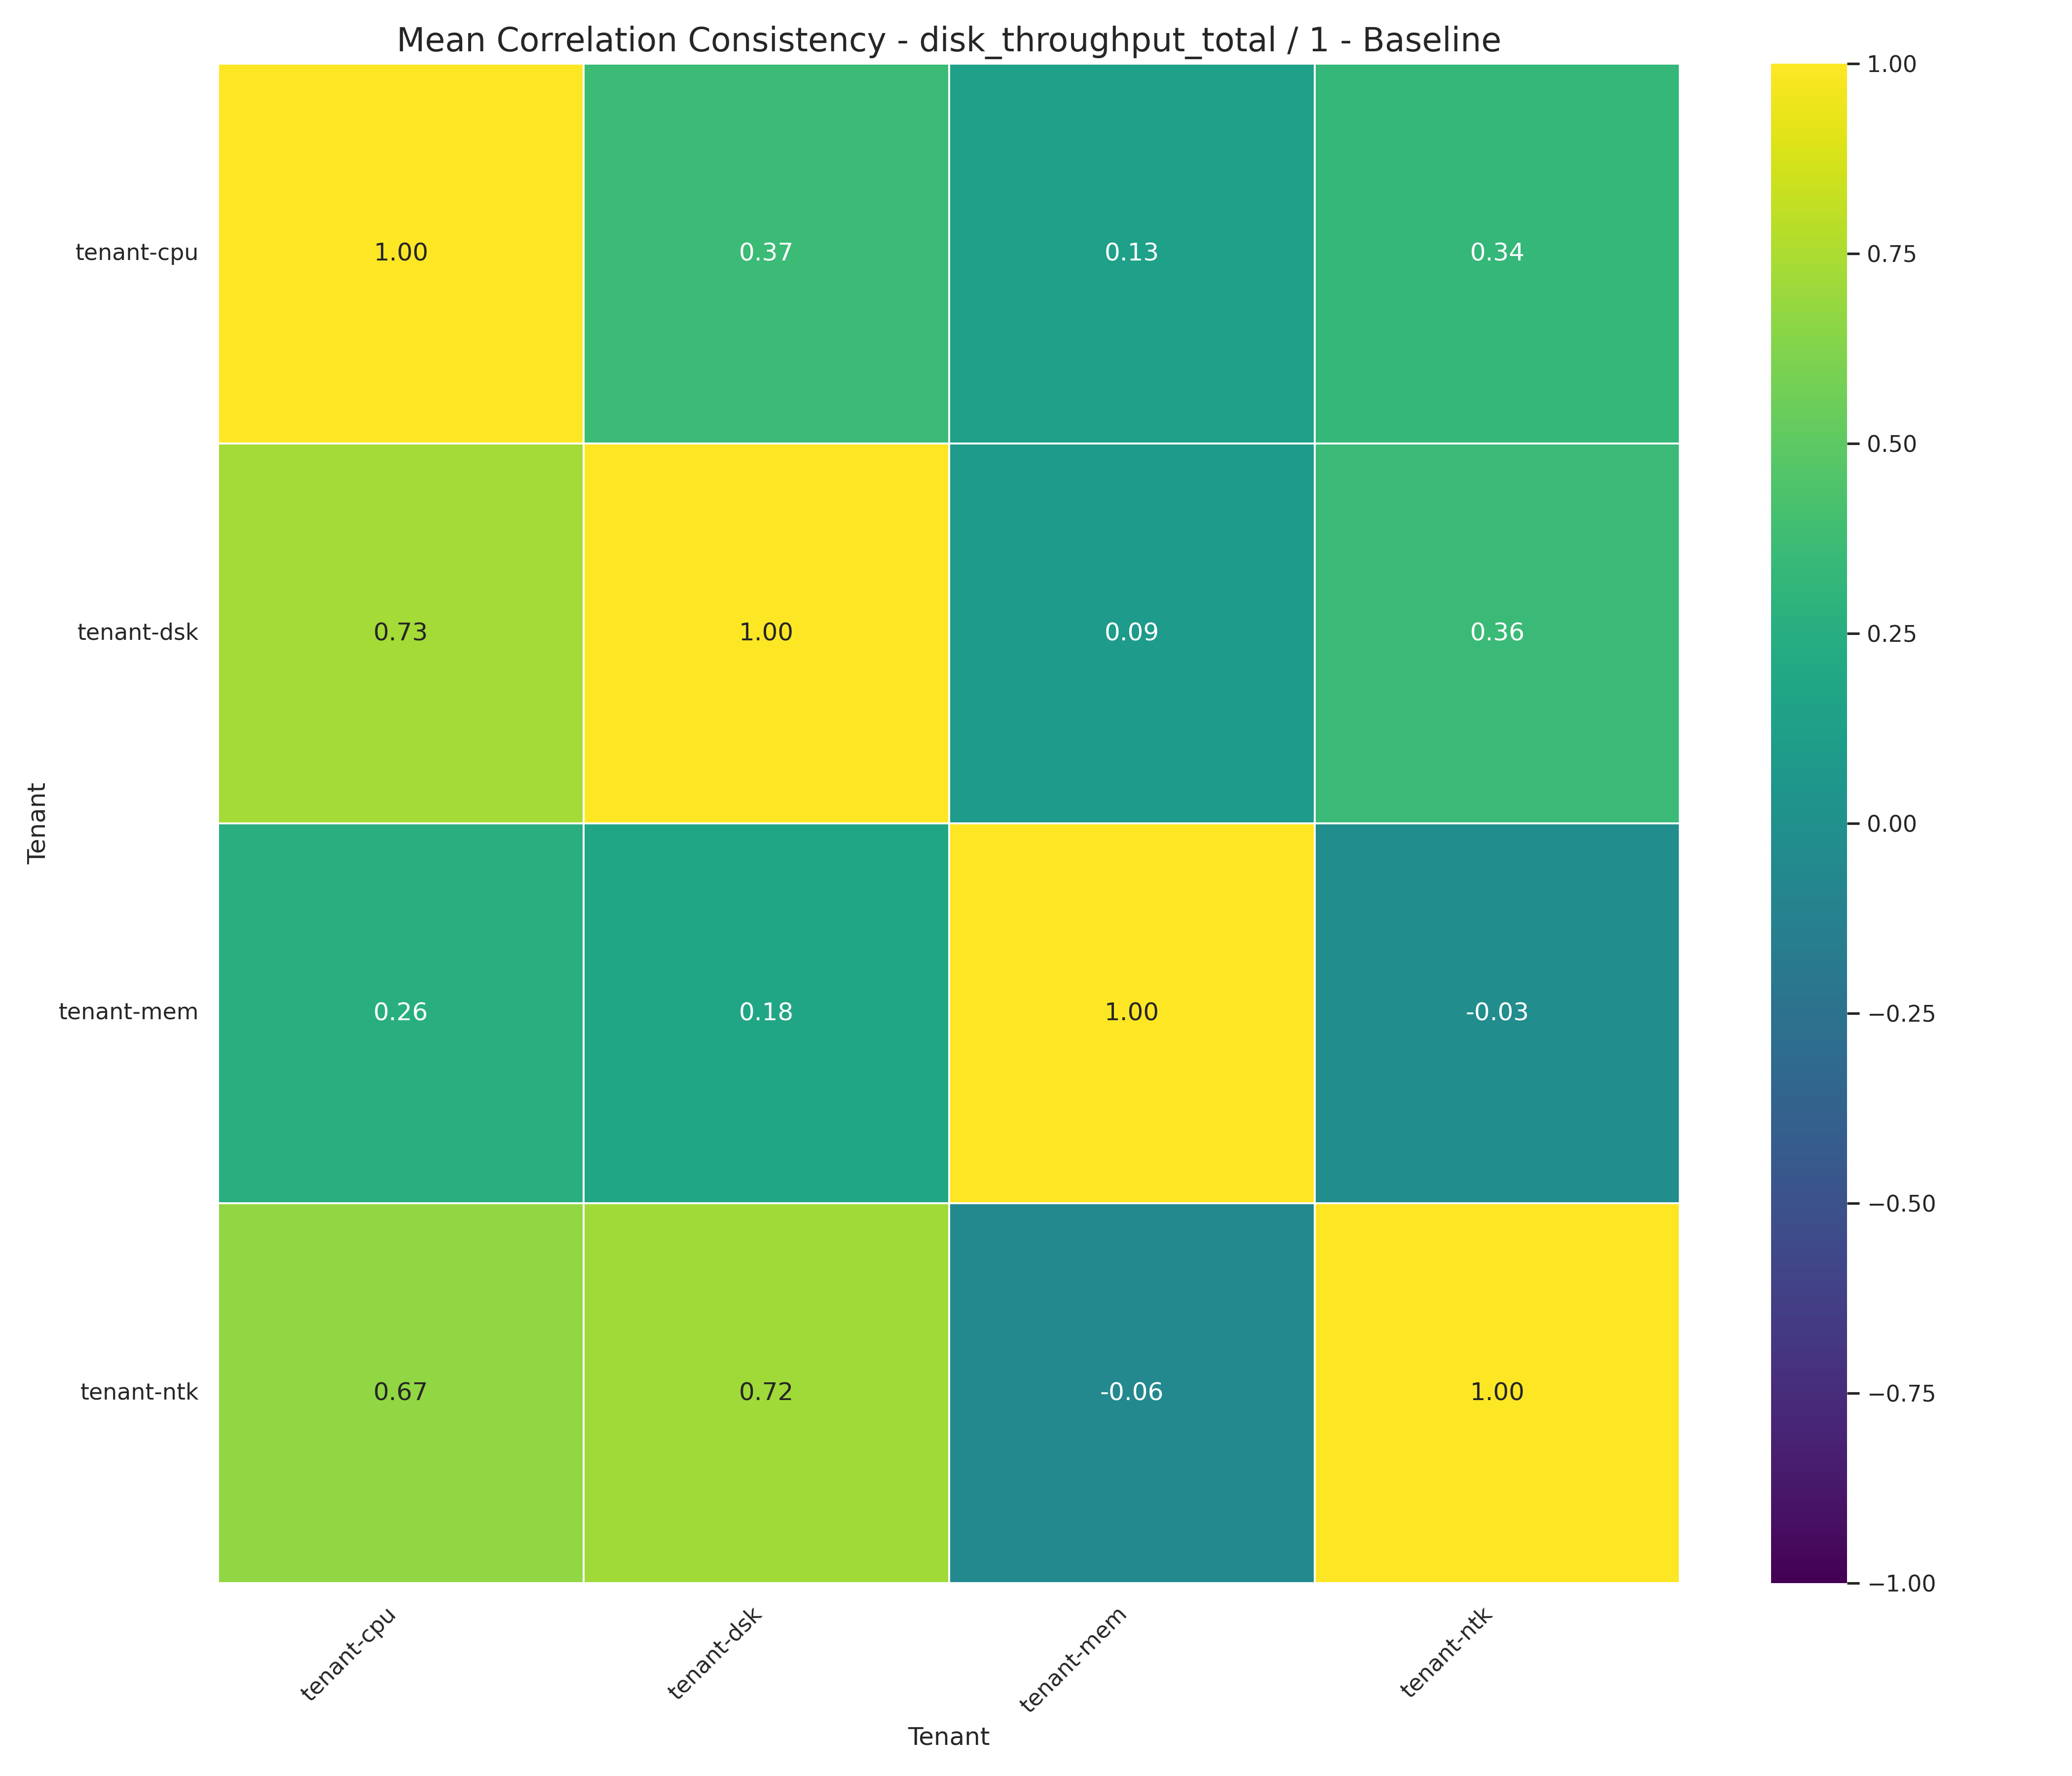 Mean Correlation Consistency - disk_throughput_total / 1 - Baseline
Tenant
tenant-cpu 1.00 0.37 0.13 0.34
tenant-dsk 0.73 1.00 0.09 0.36
tenant-mem 0.26 0.18 1.00 -0.03
tenant-ntk 0.67 0.72 -0.06 1.00
tenant-cpu tenant-dsk tenant-mem tenant-ntk
Tenant
1.00
0.75
0.50
0.25
0.00
−0.25
−0.50
−0.75
−1.00